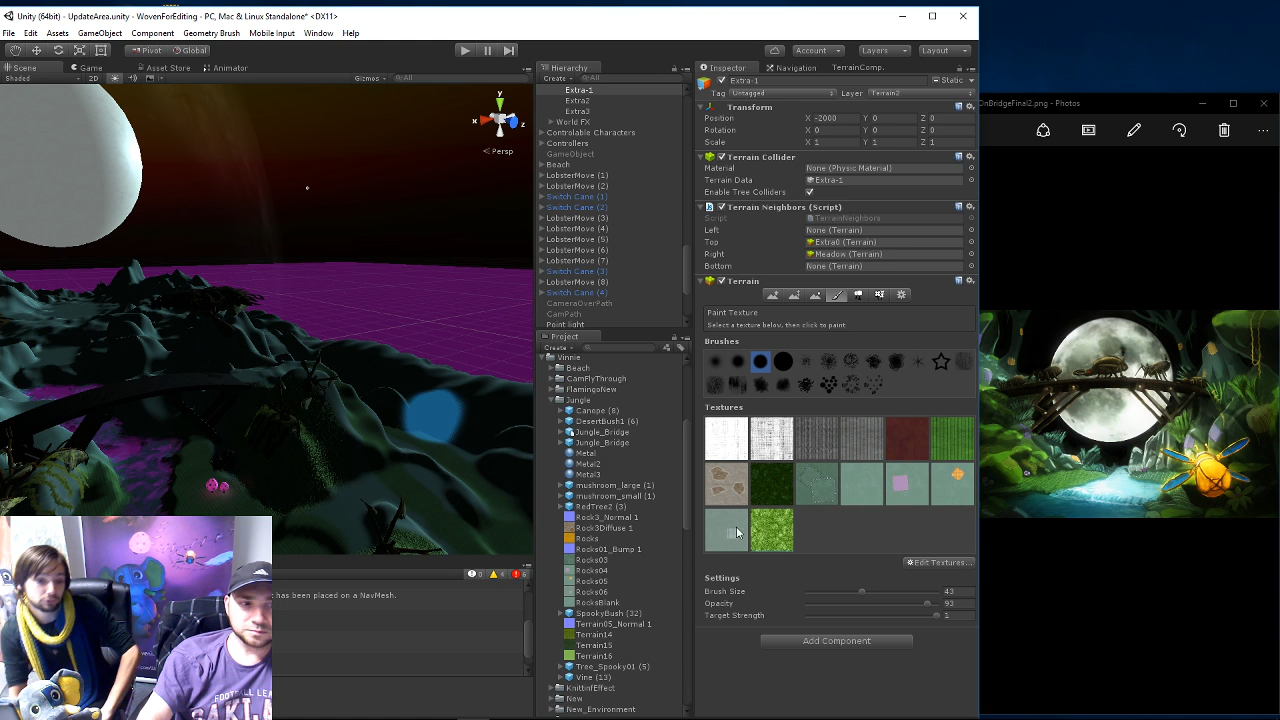 Unity (64bit) - UpdateArea.unity - WovenForEditing - PC, Mac & Linux Standalone* <DX11>
File Edit Assets GameObject Component Geometry Brush Mobile Input Window Help
Pivot Global Account Layers Layout
Scene Game Asset Store Animator
Shaded 2D Gizmos All
y
x
z
Persp
Hierarchy
Create All
Extra-1
Extra2
Extra3
World FX
Controlable Characters
Controllers
GameObject
Beach
LobsterMove (1)
LobsterMove (2)
Switch Cane (1)
Switch Cane (2)
LobsterMove (3)
LobsterMove (4)
LobsterMove (5)
LobsterMove (6)
LobsterMove (7)
Switch Cane (3)
LobsterMove (8)
Switch Cane (4)
CameraOverPath
CamPath
Point light
Project
Create
Vinnie
Beach
CamFlyThrough
FlamingoNew
Jungle
Canope (8)
DesertBush1 (6)
Jungle_Bridge
Jungle_Bridge
Metal
Metal2
Metal3
mushroom_large (1)
mushroom_small (1)
RedTree2 (3)
Rock3_Normal 1
Rock3Diffuse 1
Rocks
Rocks01_Bump 1
Rocks03
Rocks04
Rocks05
Rocks06
RocksBlank
SpookyBush (32)
Terrain05_Normal 1
Terrain14
Terrain15
Terrain16
Tree_Spooky01 (5)
Vine (13)
KnittinfEffect
New
New_Environment
Inspector Navigation TerrainComp.
Extra-1 Static
Tag Untagged Layer Terrain2
Transform
Position X -2000 Y 0 Z 0
Rotation X 0 Y 0 Z 0
Scale X 1 Y 1 Z 1
Terrain Collider
Material None (Physic Material)
Terrain Data Extra-1
Enable Tree Colliders
Terrain Neighbors (Script)
Script TerrainNeighbors
Left None (Terrain)
Top Extra0 (Terrain)
Right Meadow (Terrain)
Bottom None (Terrain)
Terrain
Paint Texture
Select a texture below, then click to paint
Brushes
Textures
Edit Textures...
Settings
Brush Size 43
Opacity 93
Target Strength 1
Add Component
0 4 6
has been placed on a NavMesh.
OnBridgeFinal2.png - Photos
FOOTBALL LEA